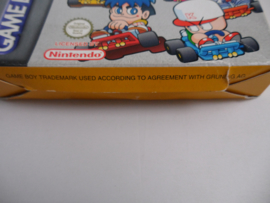 GAME
Nintendo
GAME BOY TRADEMARK USED ACCORDING TO AGREEMENT WITH GRUNDIG AG